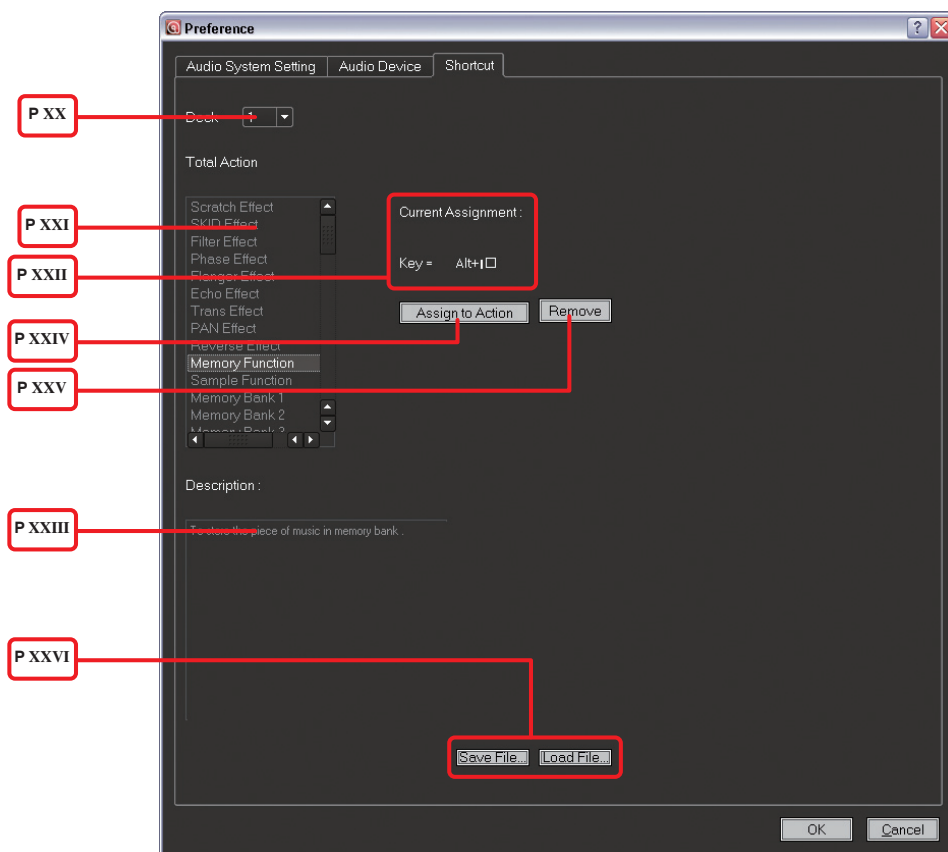 Preference
Audio System Setting Audio Device Shortcut
P XX
Deck 1
Total Action
Scratch Effect
SKID Effect
Filter Effect
Phase Effect
Flanger Effect
Echo Effect
Trans Effect
PAN Effect
Reverse Effect
Memory Function
Sample Function
Memory Bank 1
Memory Bank 2
Memory Bank 3
P XXI
P XXII
Current Assignment :
Key = Alt+
Assign to Action Remove
P XXIV
P XXV
Description :
P XXIII
To store the piece of music in memory bank .
P XXVI
Save File... Load File...
OK Cancel